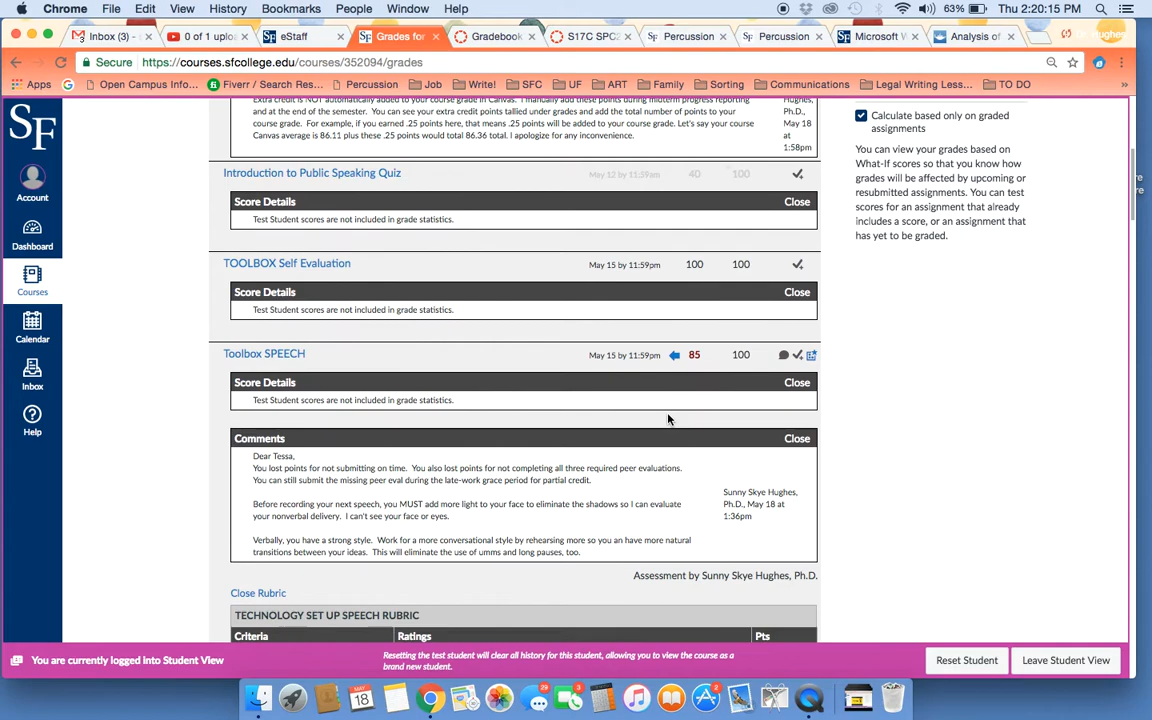 Chrome File Edit View History Bookmarks People Window Help 63% Thu 2:20:15 PM
Inbox (3) - 0 of 1 uploa eStaff Grades for Gradebook S17C SPC2 Percussion Percussion Microsoft W Analysis of Hughes
Secure https://courses.sfcollege.edu/courses/352094/grades
Apps Open Campus Info... Fiverr / Search Res... Percussion Job Write! SFC UF ART Family Sorting Communications Legal Writing Less... TO DO »
SF
Account
Dashboard
Courses
Calendar
Inbox
Help
Extra credit is NOT automatically added to your course grade in Canvas. I manually add these points during midterm progress reporting
and at the end of the semester. You can see your extra credit points tallied under grades and add the total number of points to your
course grade. For example, if you earned .25 points here, that means .25 will be added to your course grade. Let's say your course
Canvas average is 86.11 plus these .25 points would total 86.36 total. I apologize for any inconvenience.
Hughes,
Ph.D.,
May 18
at
1:58pm
Introduction to Public Speaking Quiz May 12 by 11:59am 40 100
Score Details Close
Test Student scores are not included in grade statistics.
TOOLBOX Self Evaluation May 15 by 11:59pm 100 100
Score Details Close
Test Student scores are not included in grade statistics.
Toolbox SPEECH May 15 by 11:59pm 85 100
Score Details Close
Test Student scores are not included in grade statistics.
Comments Close
Dear Tessa,
You lost points for not submitting on time. You also lost points for not completing all three required peer evaluations.
You can still submit the missing peer eval during the late-work grace period for partial credit.
Before recording your next speech, you MUST add more light to your face to eliminate the shadows so I can evaluate
your nonverbal delivery. I can't see your face or eyes.
Verbally, you have a strong style. Work for a more conversational style by rehearsing more so you an have more natural
transitions between your ideas. This will eliminate the use of umms and long pauses, too.
Sunny Skye Hughes,
Ph.D., May 18 at
1:36pm
Assessment by Sunny Skye Hughes, Ph.D.
Close Rubric
TECHNOLOGY SET UP SPEECH RUBRIC
Criteria Ratings Pts
Calculate based only on graded
assignments
You can view your grades based on
What-If scores so that you know how
grades will be affected by upcoming or
resubmitted assignments. You can test
scores for an assignment that already
includes a score, or an assignment that
has yet to be graded.
You are currently logged into Student View
Resetting the test student will clear all history for this student, allowing you to view the course as a
brand new student.
Reset Student
Leave Student View
MAY
18
29
3
2